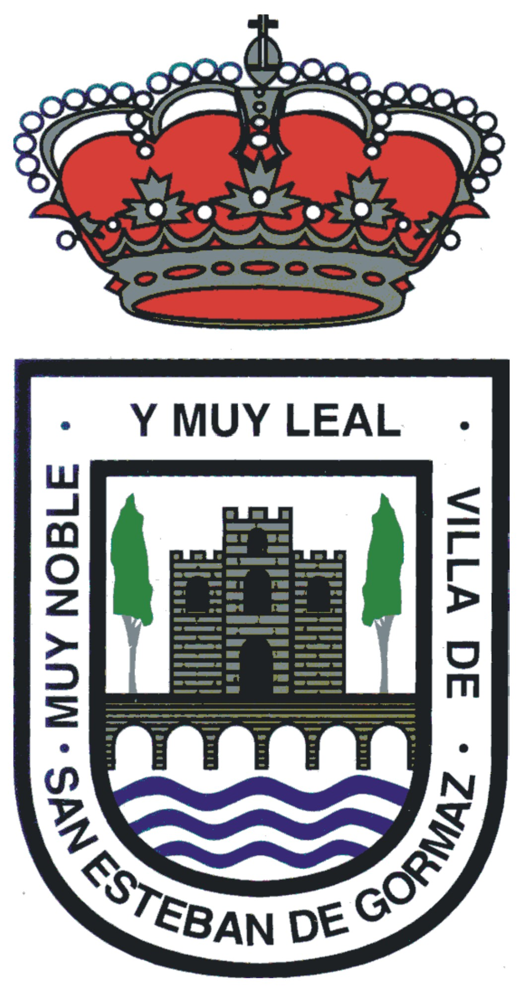 MUY NOBLE
Y MUY LEAL
VILLA DE
SAN ESTEBAN DE GORMAZ